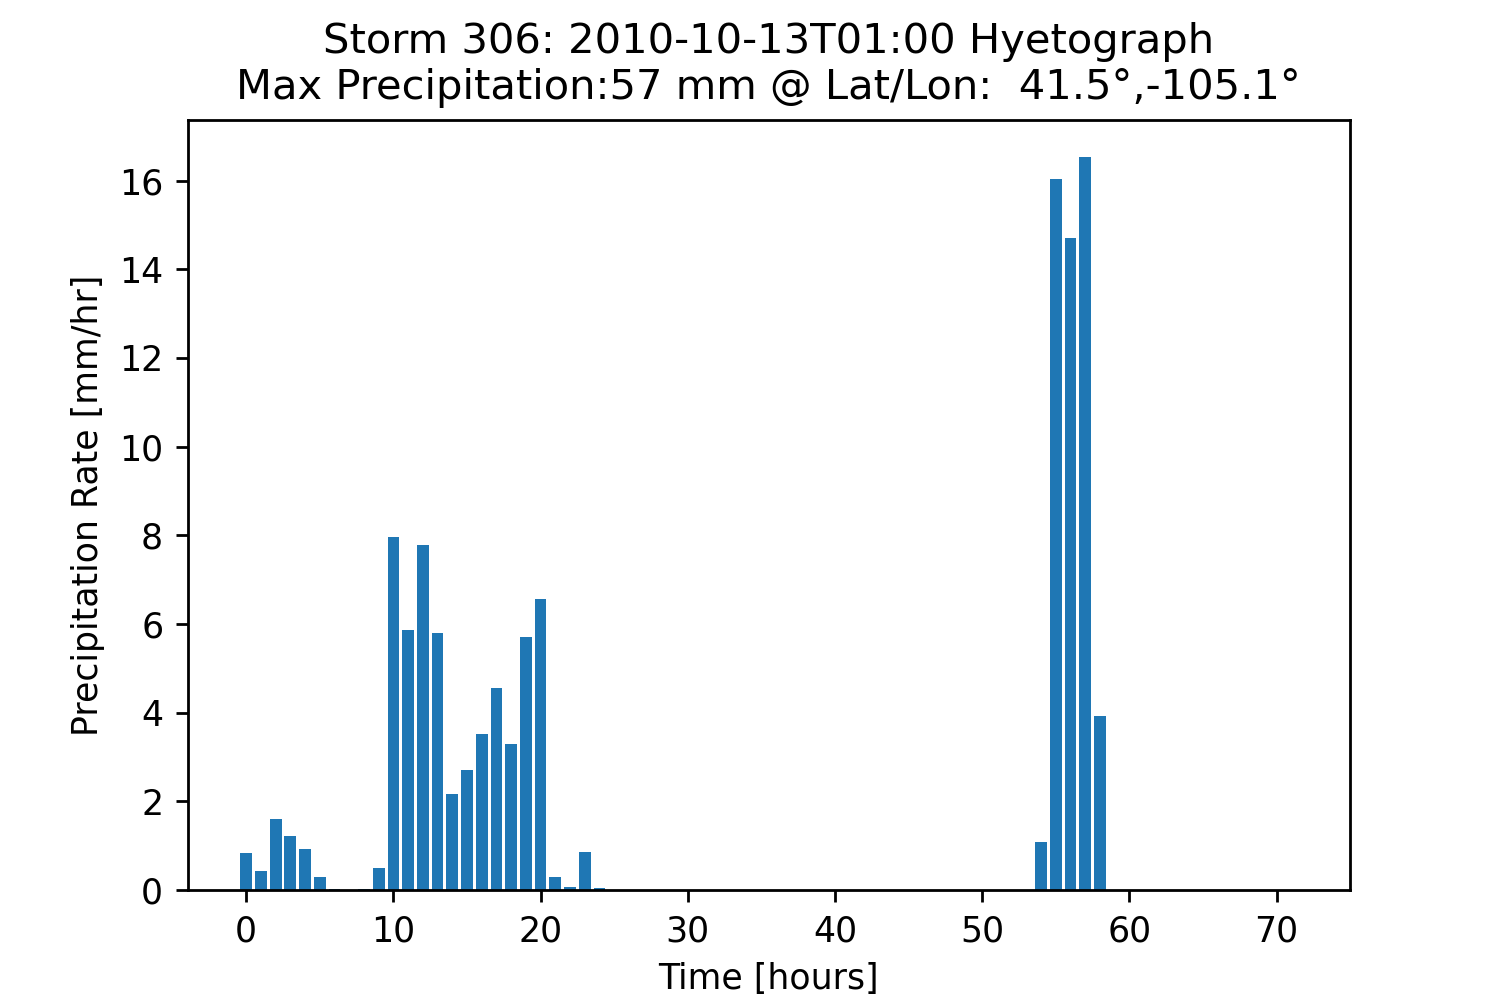 Storm 306: 2010-10-13T01:00 Hyetograph
Max Precipitation:57 mm @ Lat/Lon:  41.5°,-105.1°
Precipitation Rate [mm/hr]
16
14
12
10
8
6
4
2
0
0 10 20 30 40 50 60 70
Time [hours]